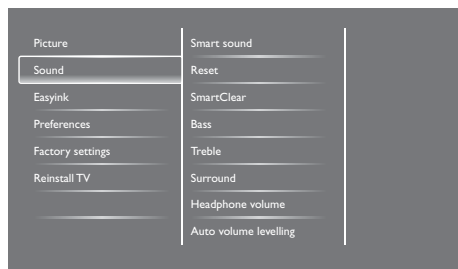 Picture
Sound
Easyink
Preferences
Factory settings
Reinstall TV
Smart sound
Reset
SmartClear
Bass
Treble
Surround
Headphone volume
Auto volume levelling